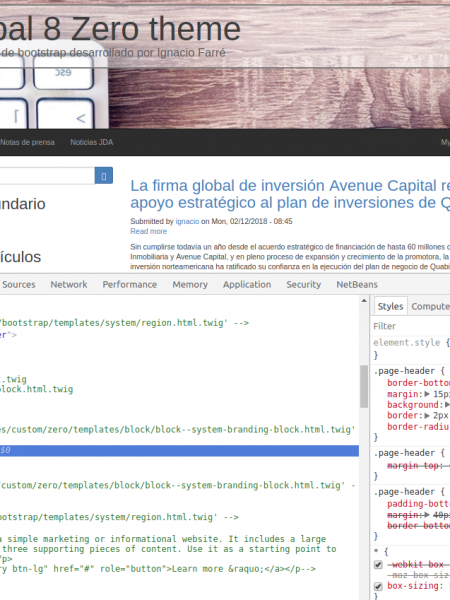 al 8 Zero theme
de bootstrap desarrollado por Ignacio Farré
esc
Notas de prensa Noticias JDA My
La firma global de inversión Avenue Capital re
ndario apoyo estratégico al plan de inversiones de Q
Submitted by ignacio on Mon, 02/12/2018 - 08:45
Read more
Sin cumplirse todavía un año desde el acuerdo estratégico de financiación de hasta 60 millones d
ículos Inmobiliaria y Avenue Capital, y en pleno proceso de expansión y crecimiento de la promotora, la
inversión norteamericana ha ratificado su confianza en la ejecución del plan de negocio de Quabi
Sources Network Performance Memory Application Security NetBeans
Styles Compute
Filter
/bootstrap/templates/system/region.html.twig' -->
er">
.twig
lock.html.twig
es/custom/zero/templates/block/block--system-branding-block.html.twig'
$0
/custom/zero/templates/block/block--system-branding-block.html.twig' -
ootstrap/templates/system/region.html.twig' -->
a simple marketing or informational website. It includes a large
three supporting pieces of content. Use it as a starting point to
/p>
ry btn-lg" href="#" role="button">Learn more &raquo;</a></p-->
element.style {
}
.page-header {
border-bottom
margin:▶ 15px
background:▶
border:▶ 2px
border-radiu
}
.page-header {
margin-top:
}
.page-header {
padding-bott
margin:▶ 40p
border-botto
}
* {
-webkit-box
-moz-box-siz
box-sizing:
}